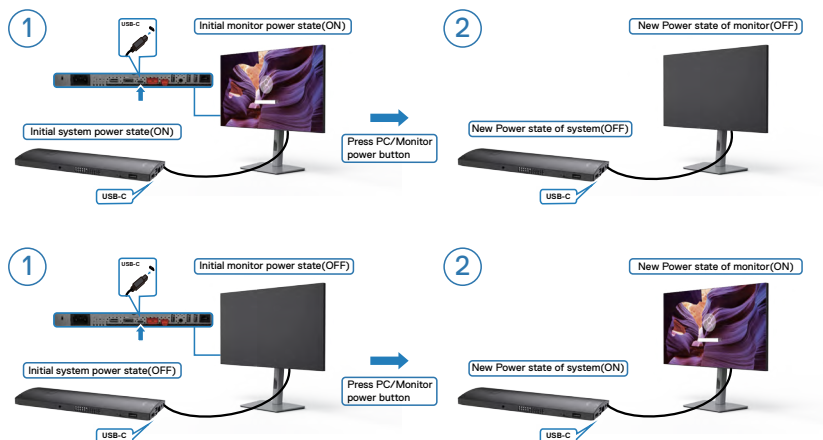 1
USB-C
Initial monitor power state(ON)
Initial system power state(ON)
USB-C
Press PC/Monitor
power button
2
New Power state of monitor(OFF)
New Power state of system(OFF)
USB-C
1
USB-C
Initial monitor power state(OFF)
Initial system power state(OFF)
USB-C
Press PC/Monitor
power button
2
New Power state of monitor(ON)
New Power state of system(ON)
USB-C